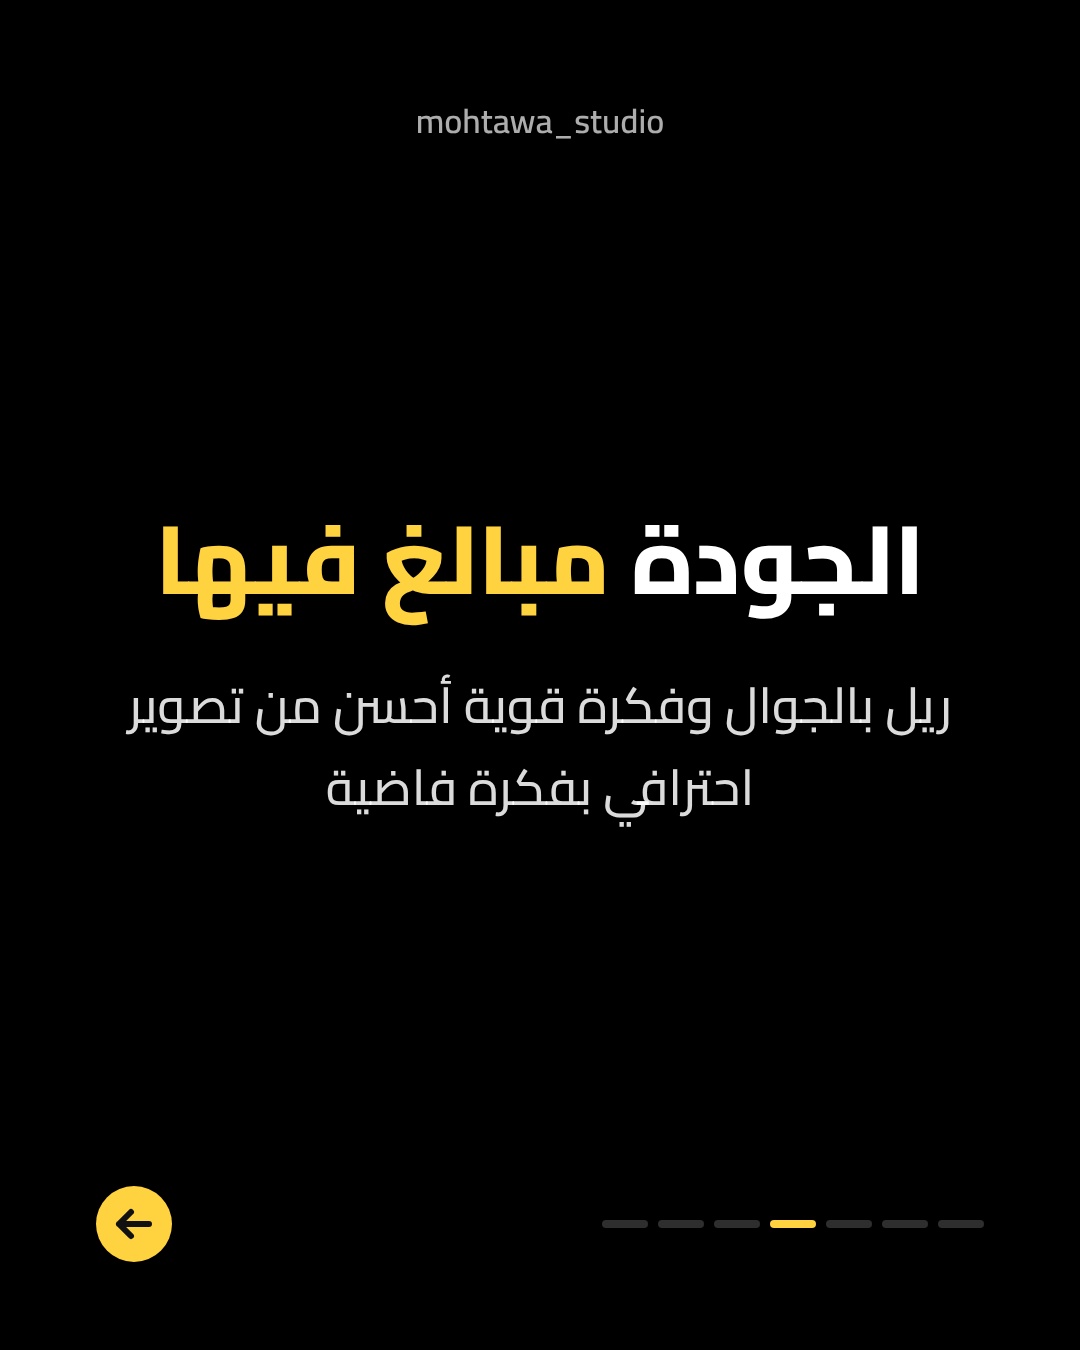 mohtawa_studio
الجودة مبالغ فيها
ريل بالجوال وفكرة قوية أحسن من تصوير
احترافي بفكرة فاضية